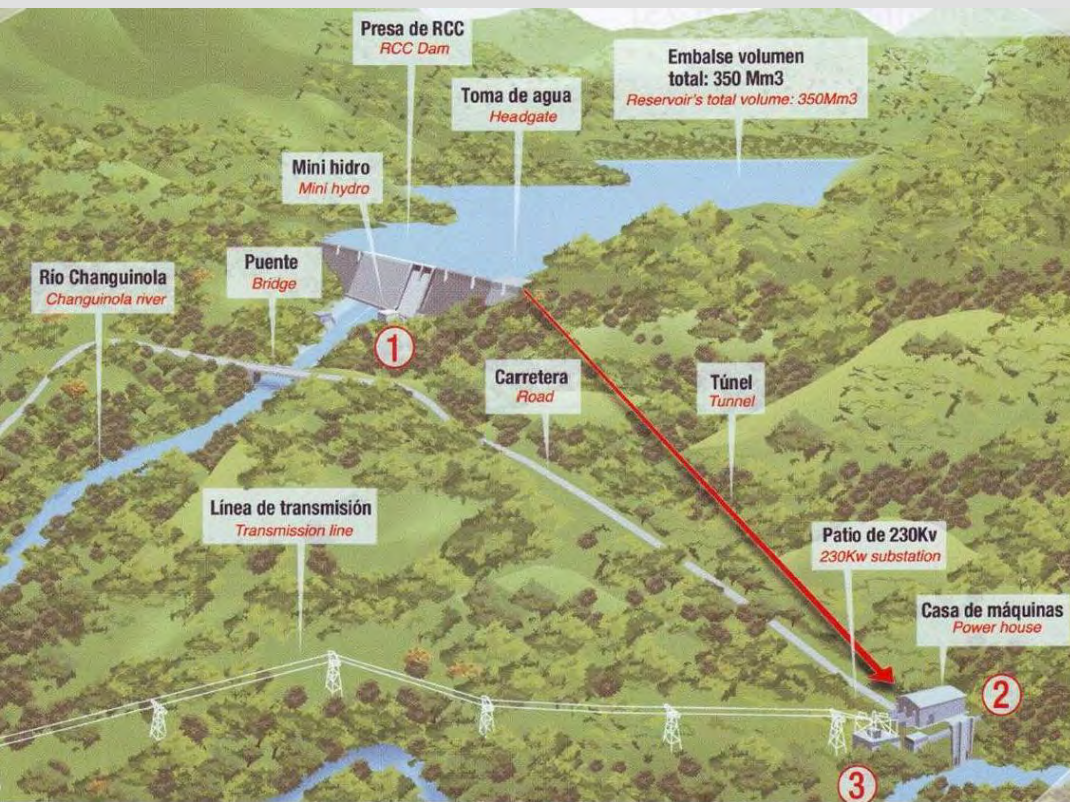 Presa de RCC
RCC Dam
Embalse volumen
total: 350 Mm3
Reservoir's total volume: 350Mm3
Toma de agua
Headgate
Mini hidro
Mini hydro
Puente
Bridge
Río Changuinola
Changuinola river
1
Carretera
Road
Túnel
Tunnel
Línea de transmisión
Transmission line
Patio de 230Kv
230Kw substation
Casa de máquinas
Power house
2
3